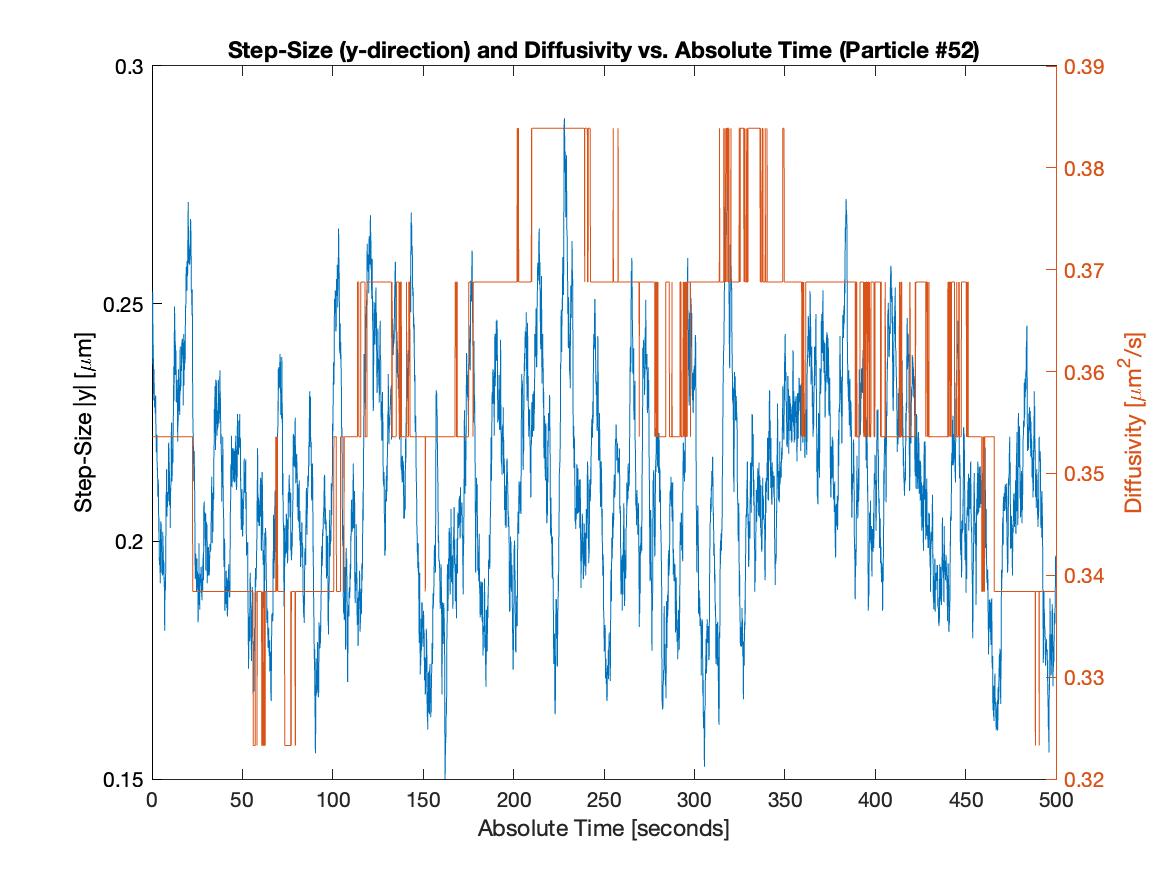 Step-Size (y-direction) and Diffusivity vs. Absolute Time (Particle #52)
0.3
0.25
0.2
0.15
Step-Size |y| [μm]
0.39
0.38
0.37
0.36
0.35
0.34
0.33
0.32
Diffusivity [μm²/s]
0 50 100 150 200 250 300 350 400 450 500
Absolute Time [seconds]